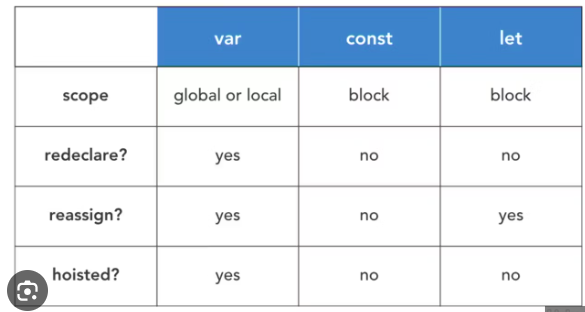 var const let
scope global or local block block
redeclare? yes no no
reassign? yes no yes
hoisted? yes no no